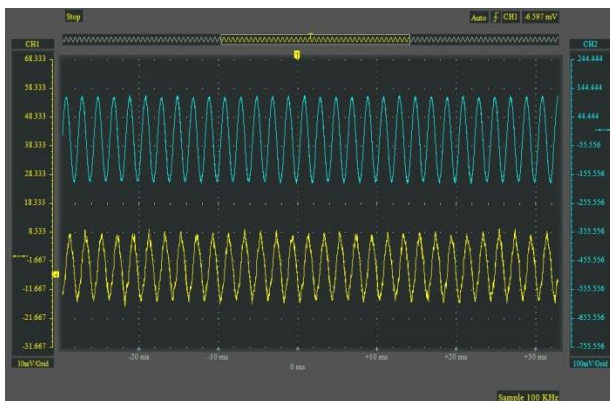 Stop
Auto CH1 -6.597 mV
CH1
68.333
58.333
48.333
38.333
28.333
18.333
8.333
-1.667
-11.667
-21.667
-31.667
10mV/Grid
CH2
244.444
144.444
44.444
-55.556
-155.556
-255.556
-355.556
-455.556
-555.556
-655.556
-755.556
100mV/Grid
-20 ms
-10 ms
0 ms
+10 ms
+20 ms
+30 ms
Sample 100 KHz